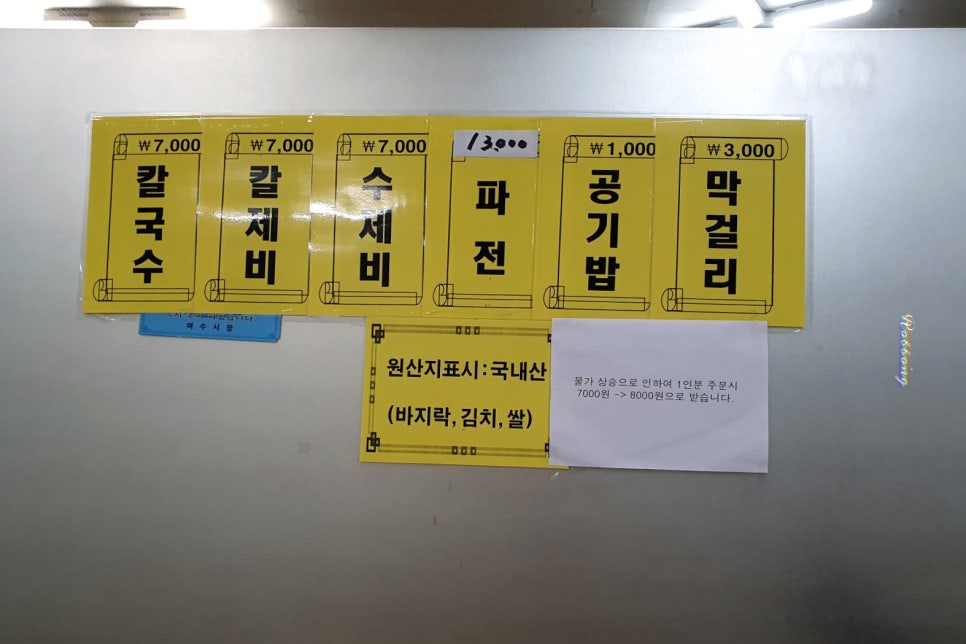 ₩7,000
칼국수
₩7,000
칼제비
₩7,000
수제비
13,000
파전
₩1,000
공기밥
₩3,000
막걸리
여수시장
원산지표시:국내산
(바지락,김치,쌀)
물가 상승으로 인하여 1인분 주문시
7000원 -> 8000원으로 받습니다.